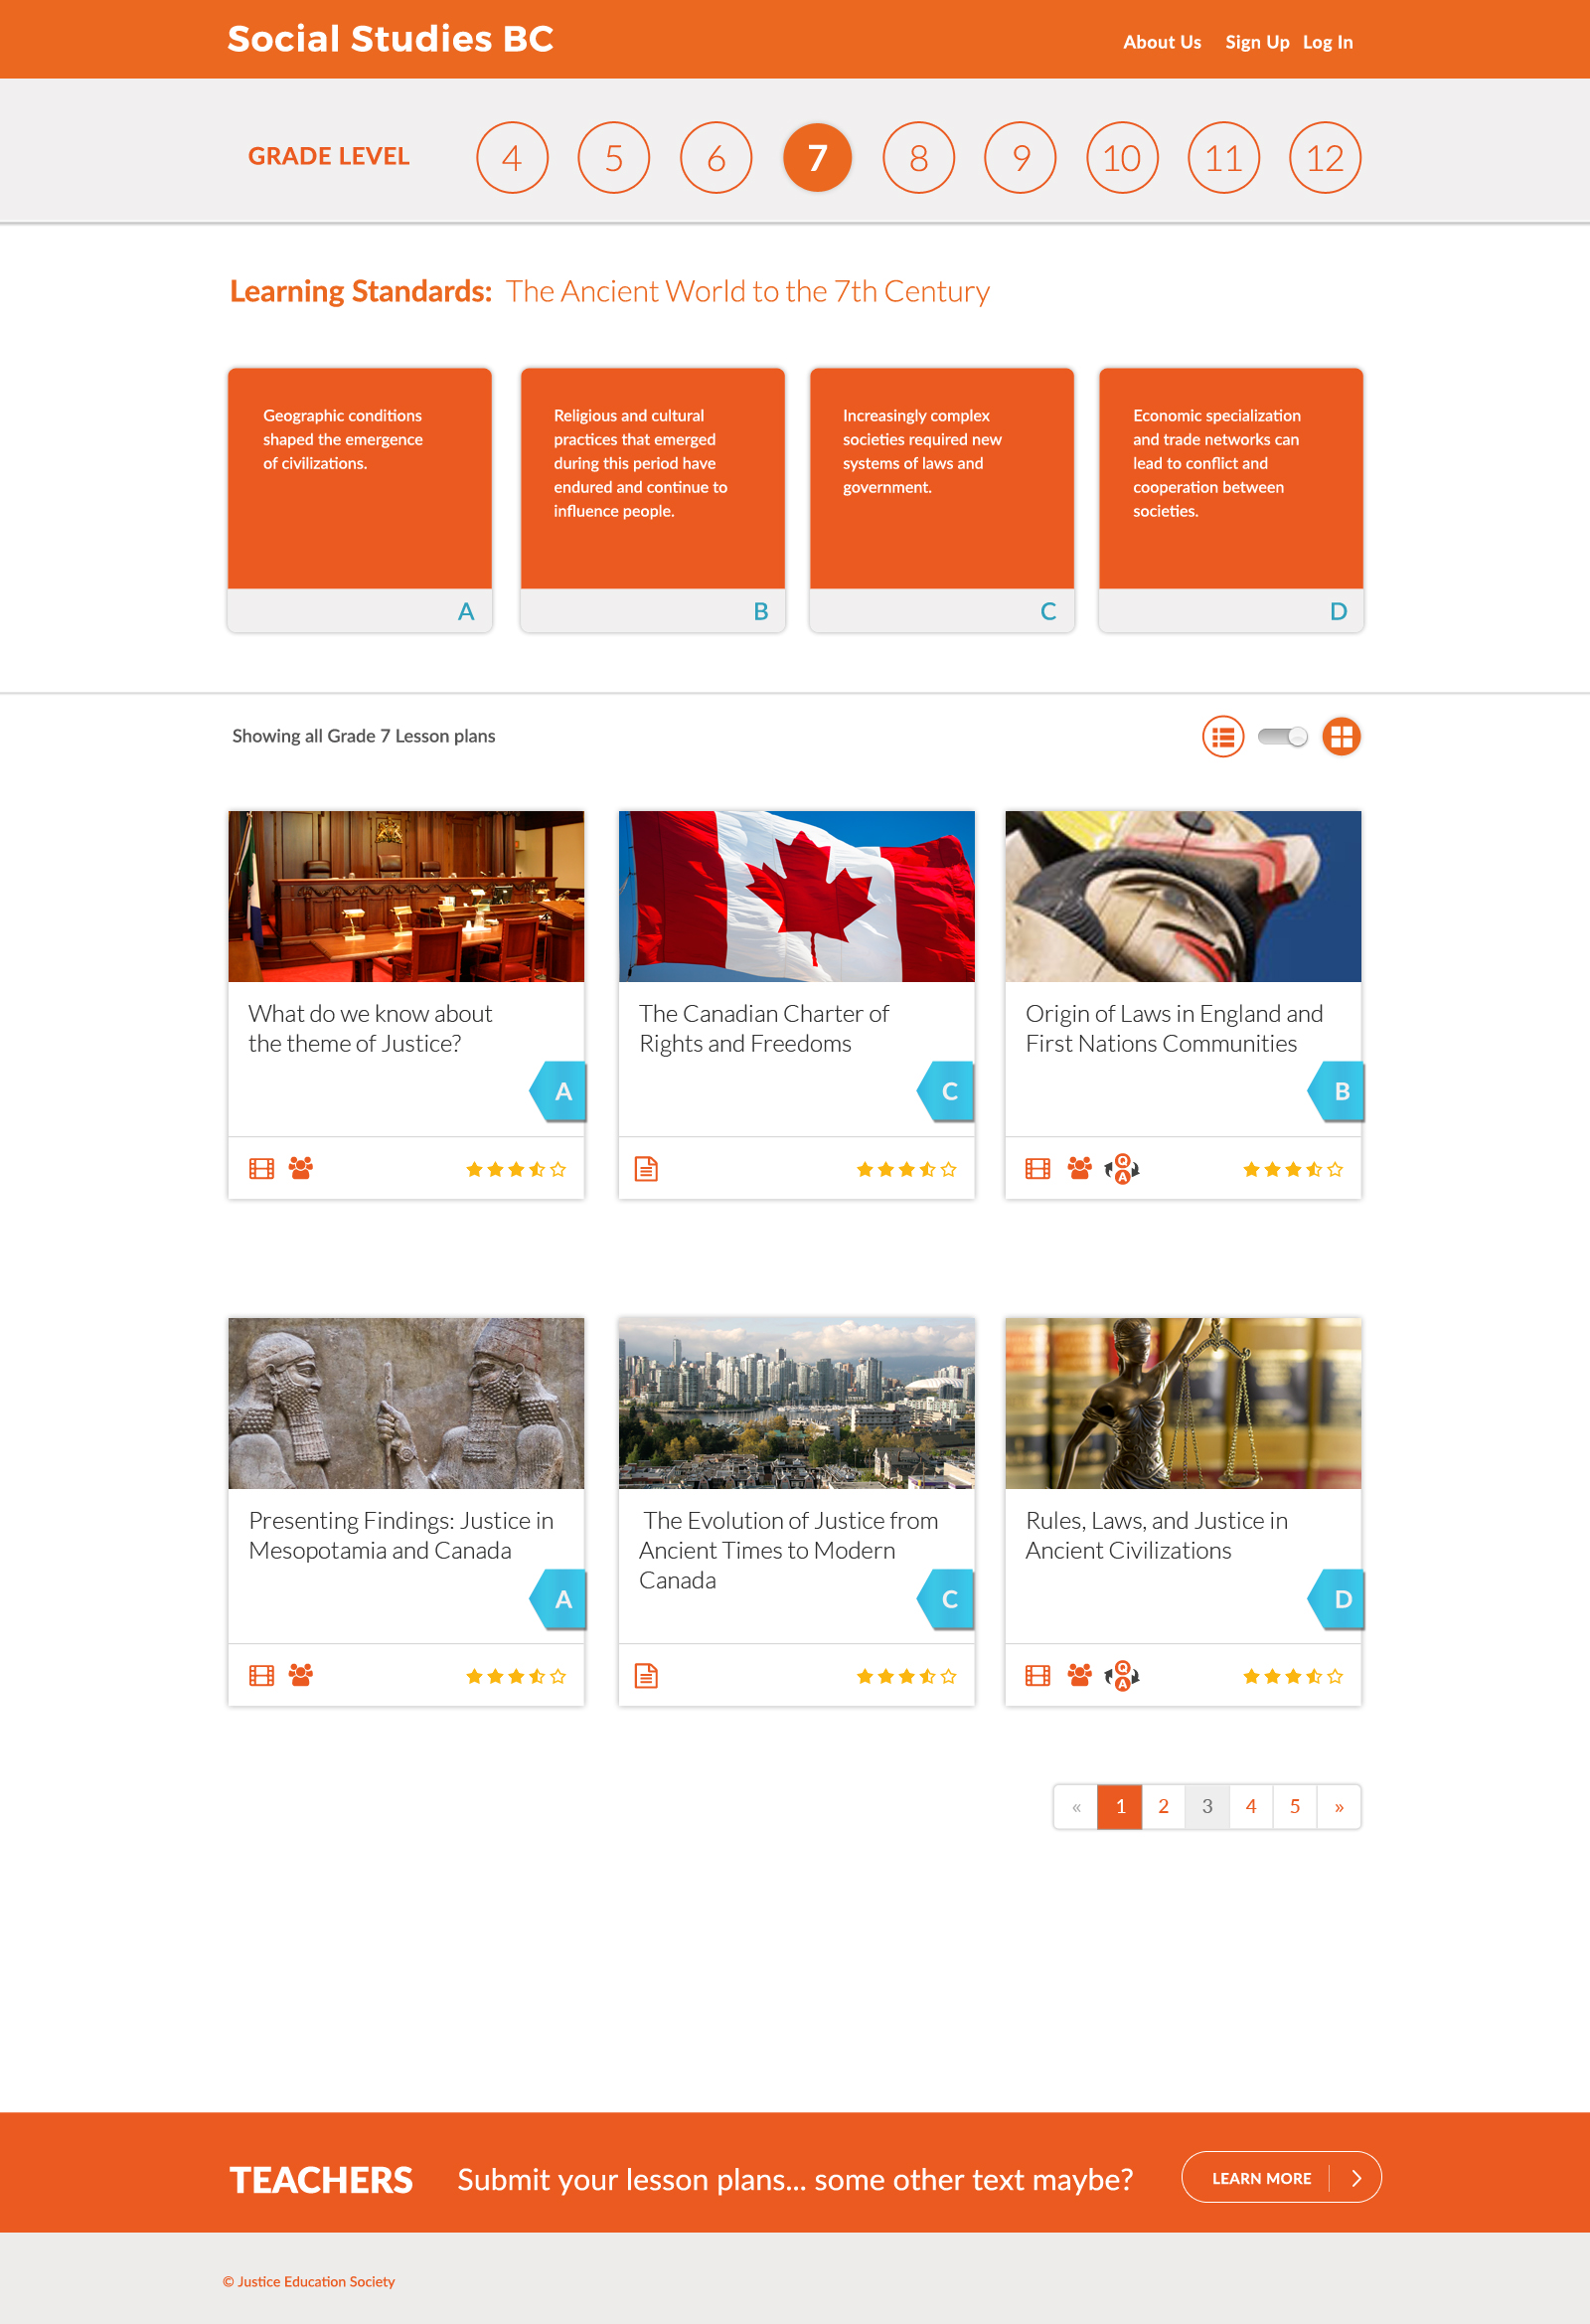 Social Studies BC
About Us Sign Up Log In
GRADE LEVEL 4 5 6 7 8 9 10 11 12
Learning Standards: The Ancient World to the 7th Century
Geographic conditions
shaped the emergence
of civilizations.
A
Religious and cultural
practices that emerged
during this period have
endured and continue to
influence people.
B
Increasingly complex
societies required new
systems of laws and
government.
C
Economic specialization
and trade networks can
lead to conflict and
cooperation between
societies.
D
Showing all Grade 7 Lesson plans
What do we know about
the theme of Justice?
A
The Canadian Charter of
Rights and Freedoms
C
Origin of Laws in England and
First Nations Communities
B
Q
A
Presenting Findings: Justice in
Mesopotamia and Canada
A
The Evolution of Justice from
Ancient Times to Modern
Canada
C
Rules, Laws, and Justice in
Ancient Civilizations
D
Q
A
« 1 2 3 4 5 »
TEACHERS Submit your lesson plans... some other text maybe? LEARN MORE
© Justice Education Society